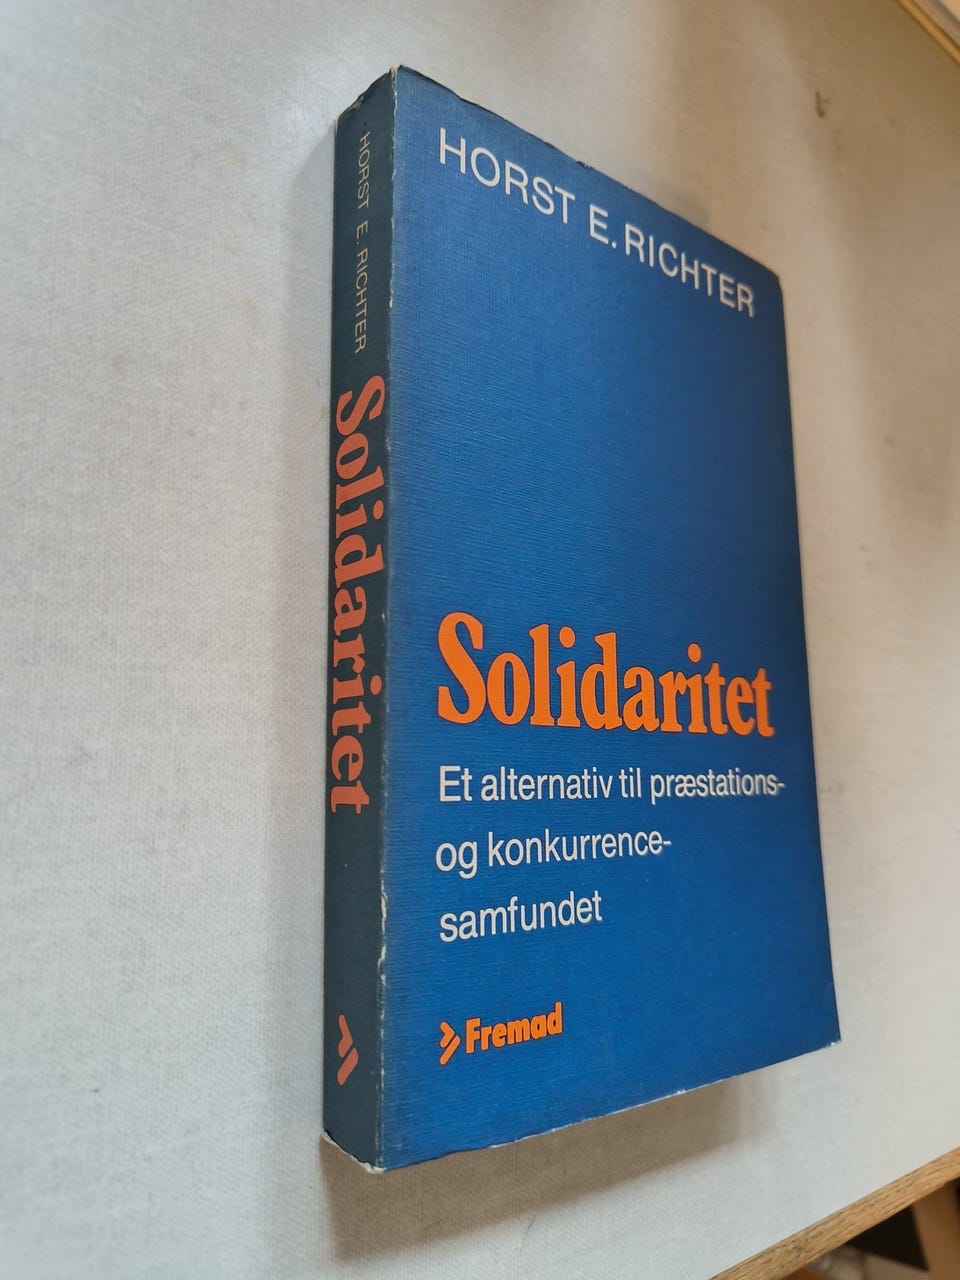 HORST E. RICHTER
Solidaritet
HORST E. RICHTER
Solidaritet
Et alternativ til præstations-
og konkurrence-
samfundet
Fremad